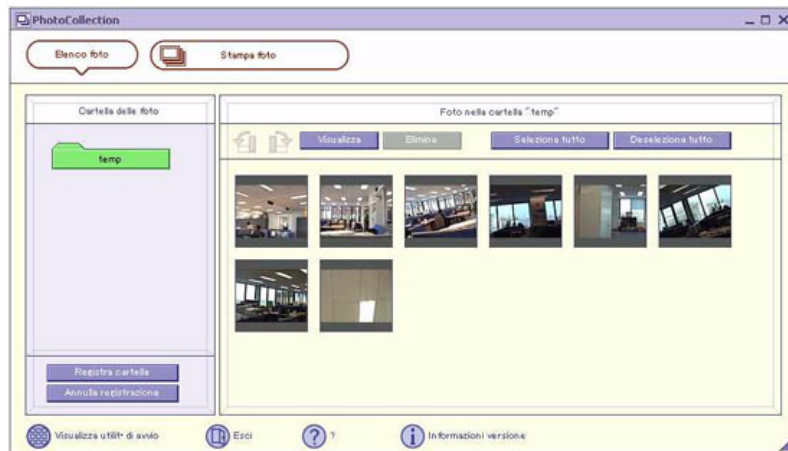 PhotoCollection
Elenco foto
Stampa foto
Cartella delle foto
Foto nella cartella "temp"
Visualizza
Elimina
Seleziona tutto
Deseleziona tutto
temp
Registra cartella
Annulla registrazione
Visualizza utilit· di avvio
Esci
?
?
Informazioni versione